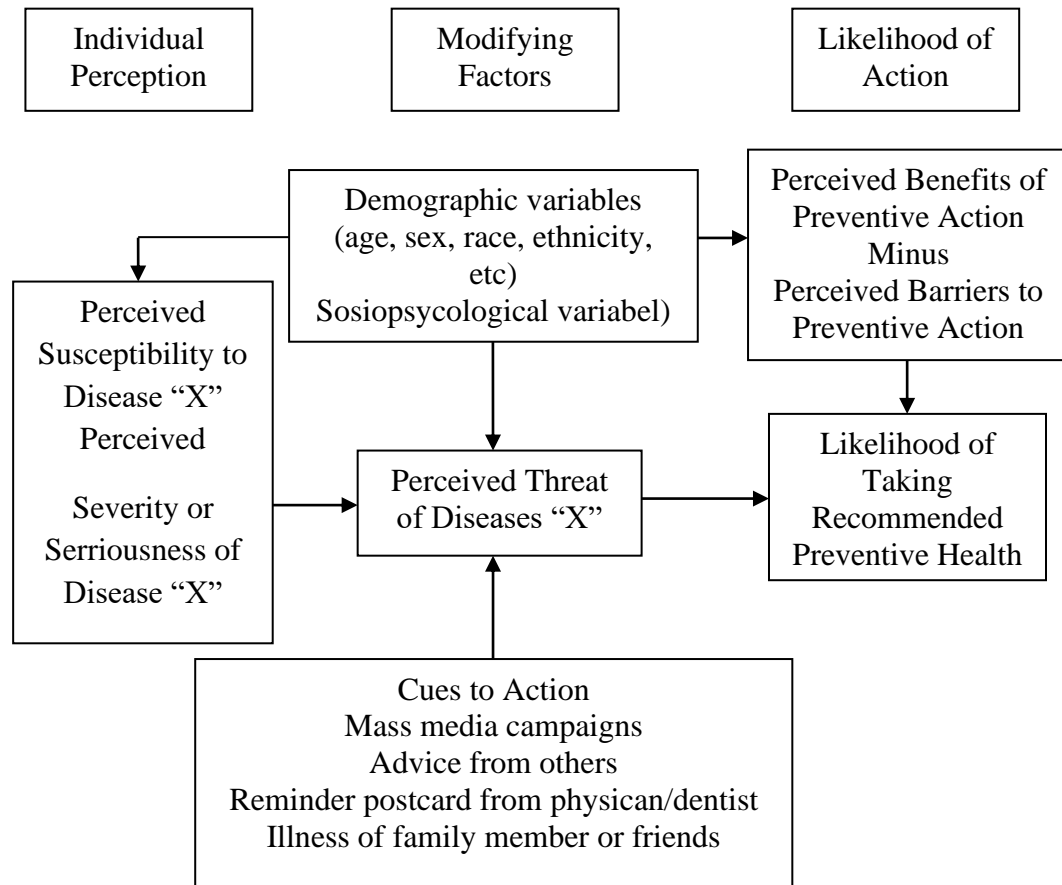 Individual
Perception
Modifying
Factors
Likelihood of
Action
Demographic variables
(age, sex, race, ethnicity,
etc)
Sosiopsycological variabel)
Perceived Benefits of
Preventive Action
Minus
Perceived Barriers to
Preventive Action
Perceived
Susceptibility to
Disease “X”
Perceived
Severity or
Serriousness of
Disease “X”
Perceived Threat
of Diseases “X”
Likelihood of
Taking
Recommended
Preventive Health
Cues to Action
Mass media campaigns
Advice from others
Reminder postcard from physican/dentist
Illness of family member or friends